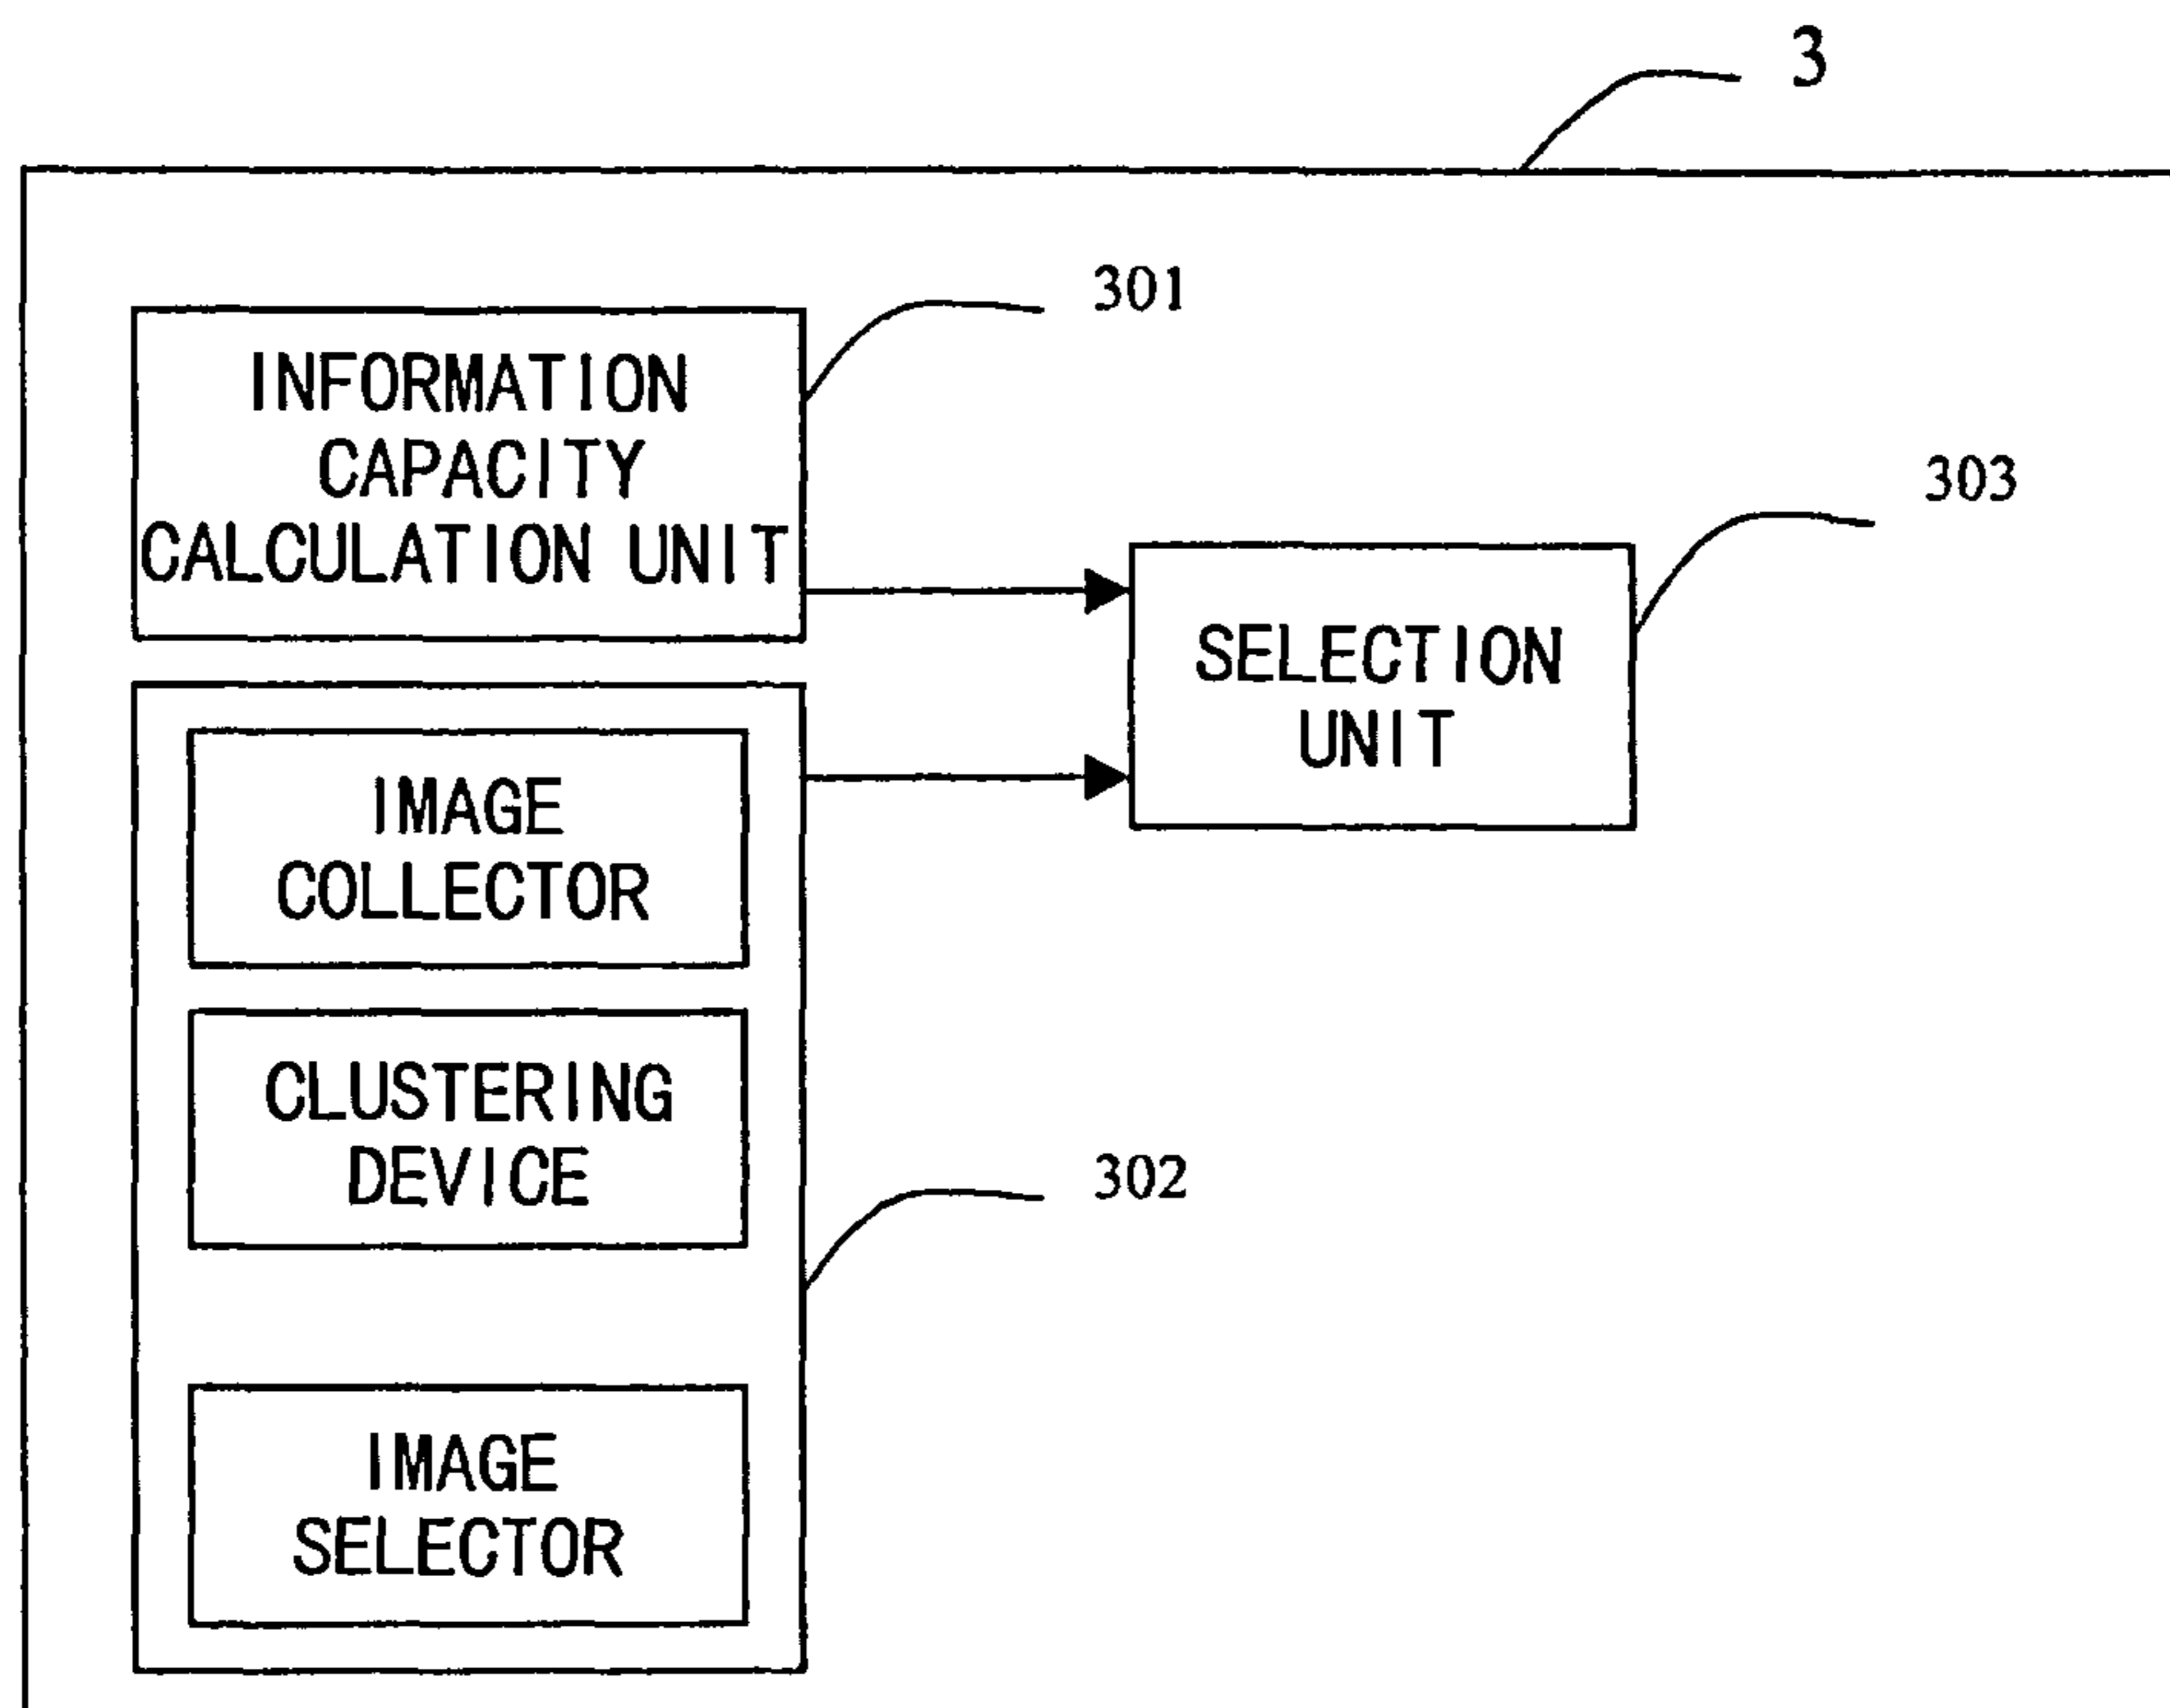 3
301
INFORMATION
CAPACITY
CALCULATION UNIT
303
SELECTION
UNIT
IMAGE
COLLECTOR
CLUSTERING
DEVICE
302
IMAGE
SELECTOR